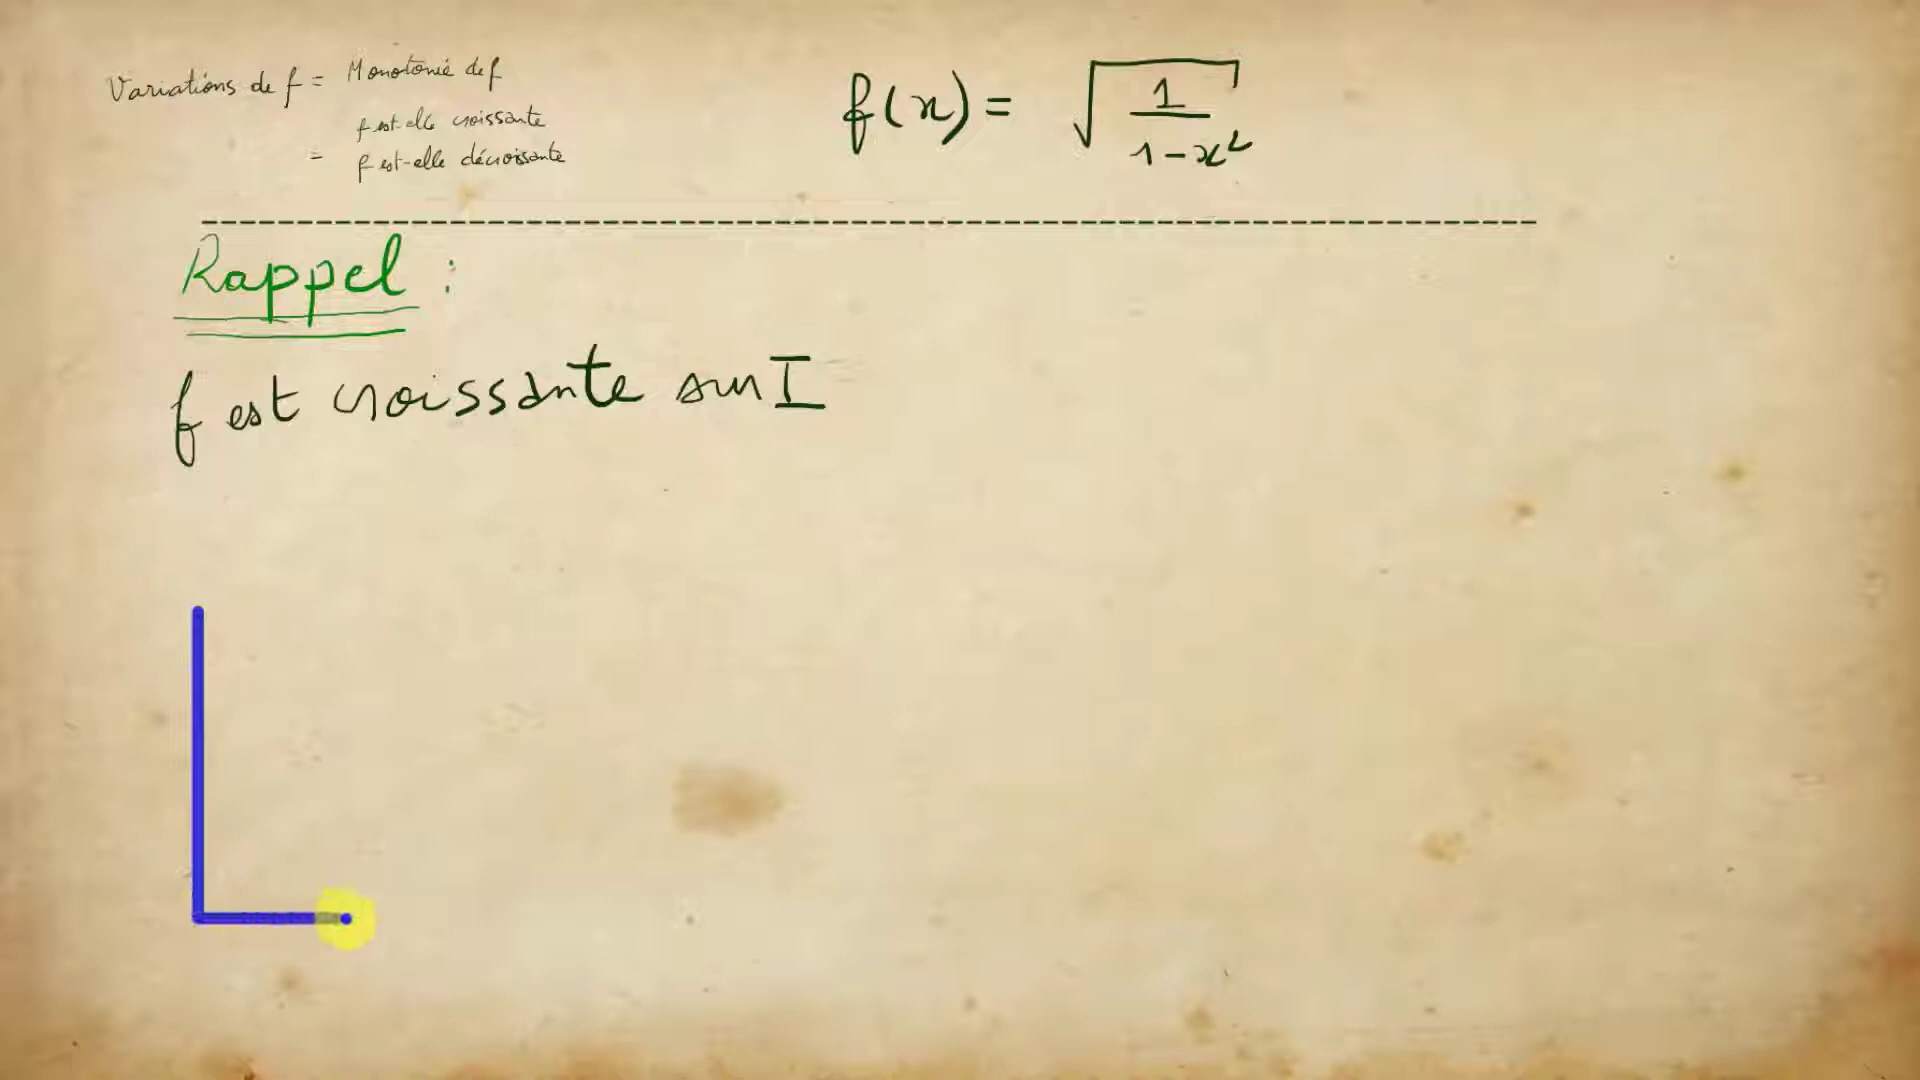 Variations de f = Monotonie de f
f est-elle croissante
= f est-elle décroissante
f(x) = √(1/(1-x²))
Rappel :
f est croissante sur I